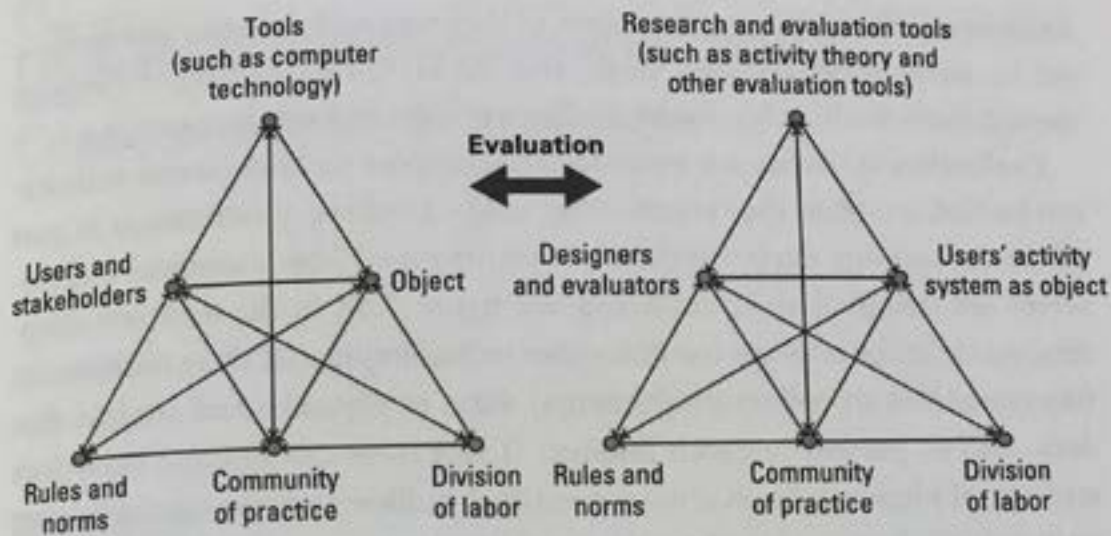 Tools
(such as computer
technology)
Research and evaluation tools
(such as activity theory and
other evaluation tools)
Evaluation
Users and
stakeholders
Object
Designers
and evaluators
Users' activity
system as object
Rules and
norms
Community
of practice
Division
of labor
Rules and
norms
Community
of practice
Division
of labor